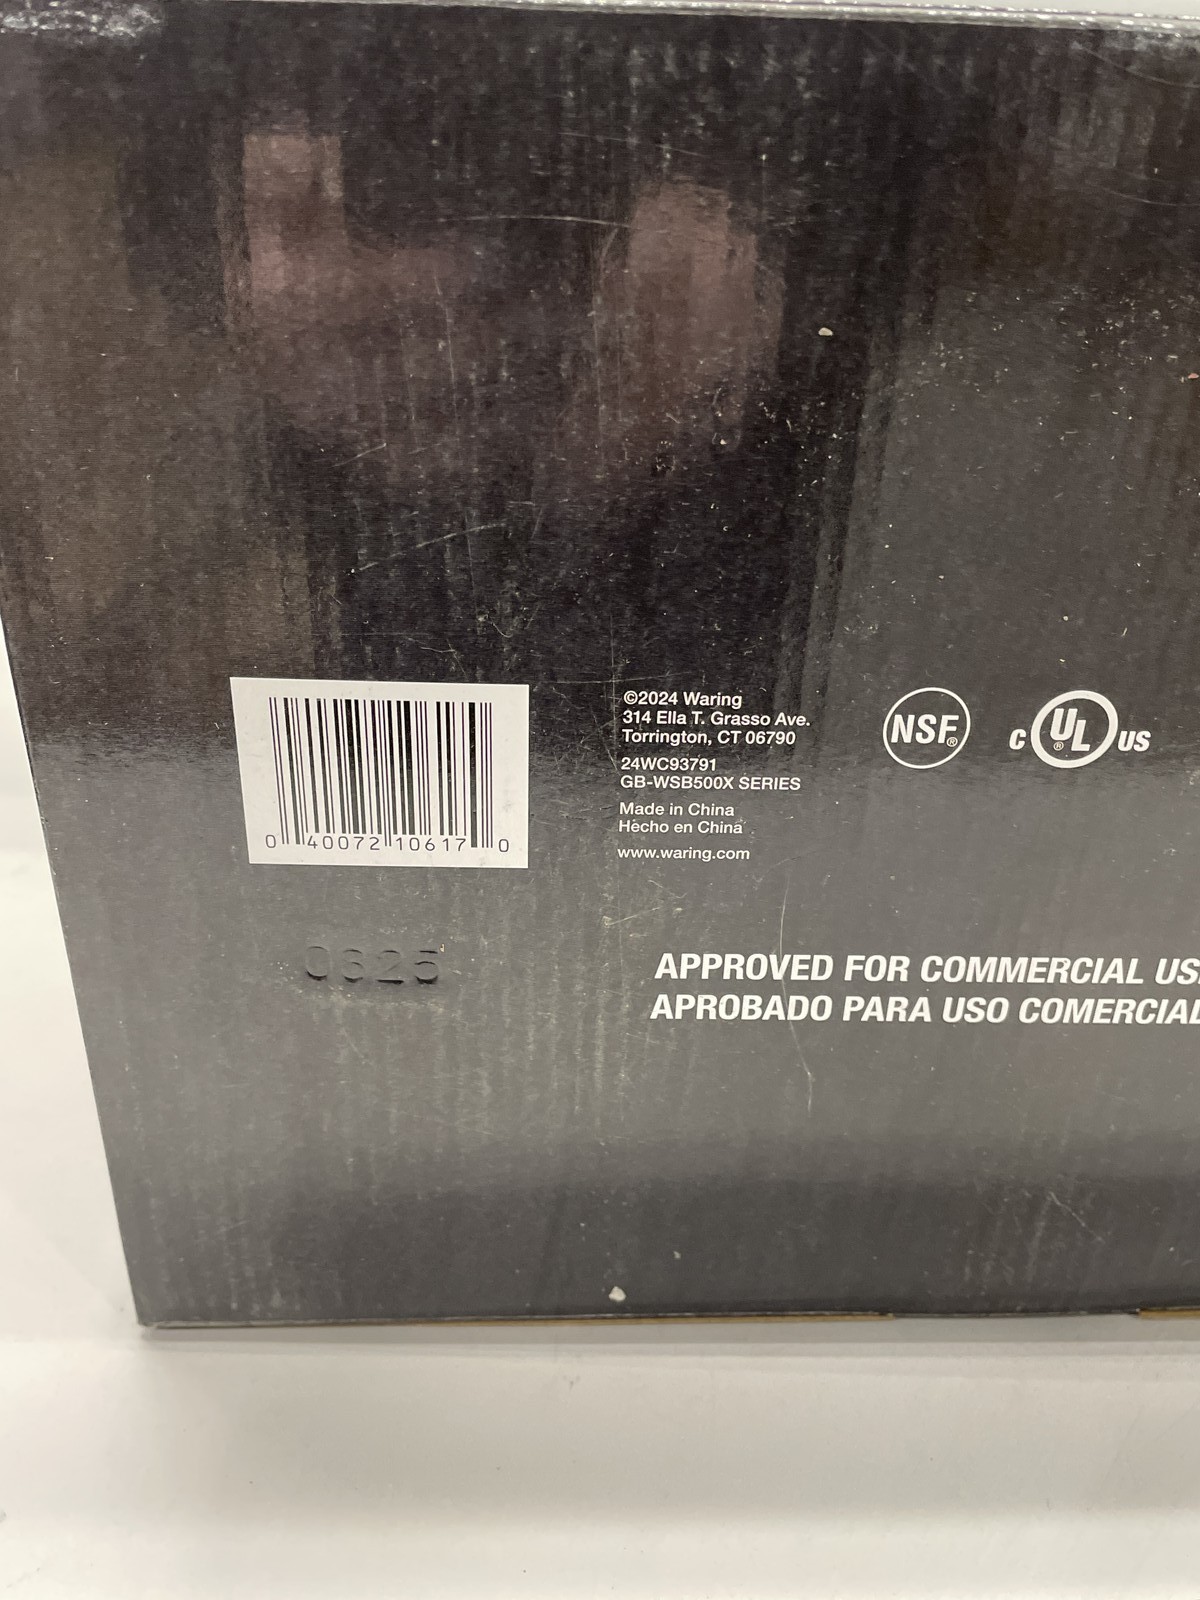 0 40072 10617 0
©2024 Waring
314 Ella T. Grasso Ave.
Torrington, CT 06790
24WC93791
GB-WSB500X SERIES
Made in China
Hecho en China
www.waring.com
NSF®
C UL® US
0625
APPROVED FOR COMMERCIAL
APROBADO PARA USO COMERCIAL